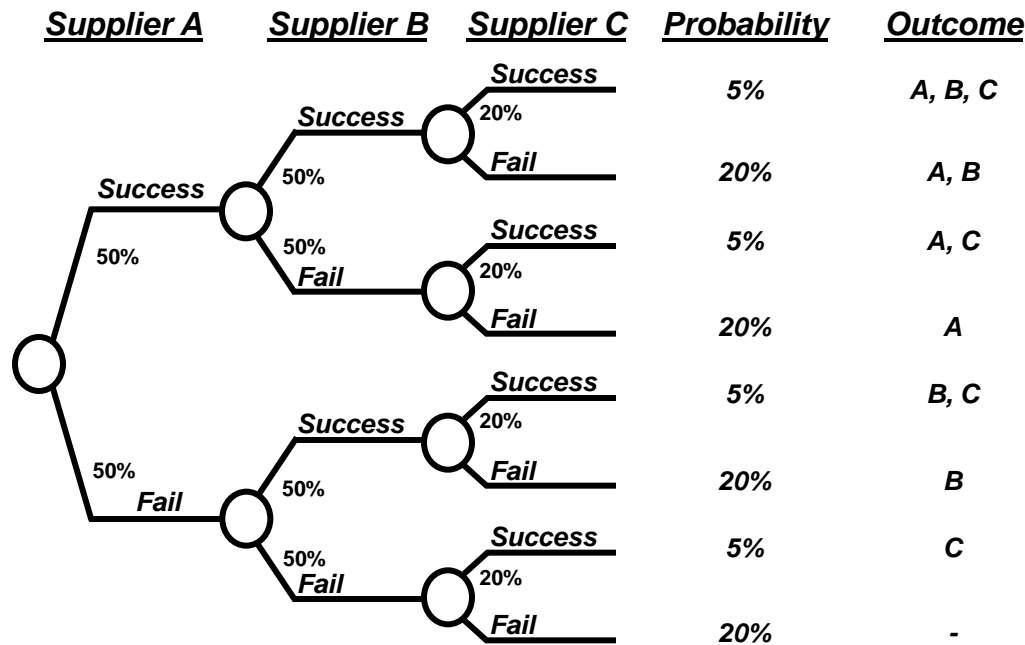 Supplier A Supplier B Supplier C Probability Outcome
Success 5% A, B, C
20%
Success
Fail 20% A, B
50%
Success
Success 5% A, C
50%
50%
20%
Fail
Fail 20% A
Success 5% B, C
20%
Success
50%
Fail 20% B
50%
Fail
Success 5% C
50%
20%
Fail
Fail 20% -